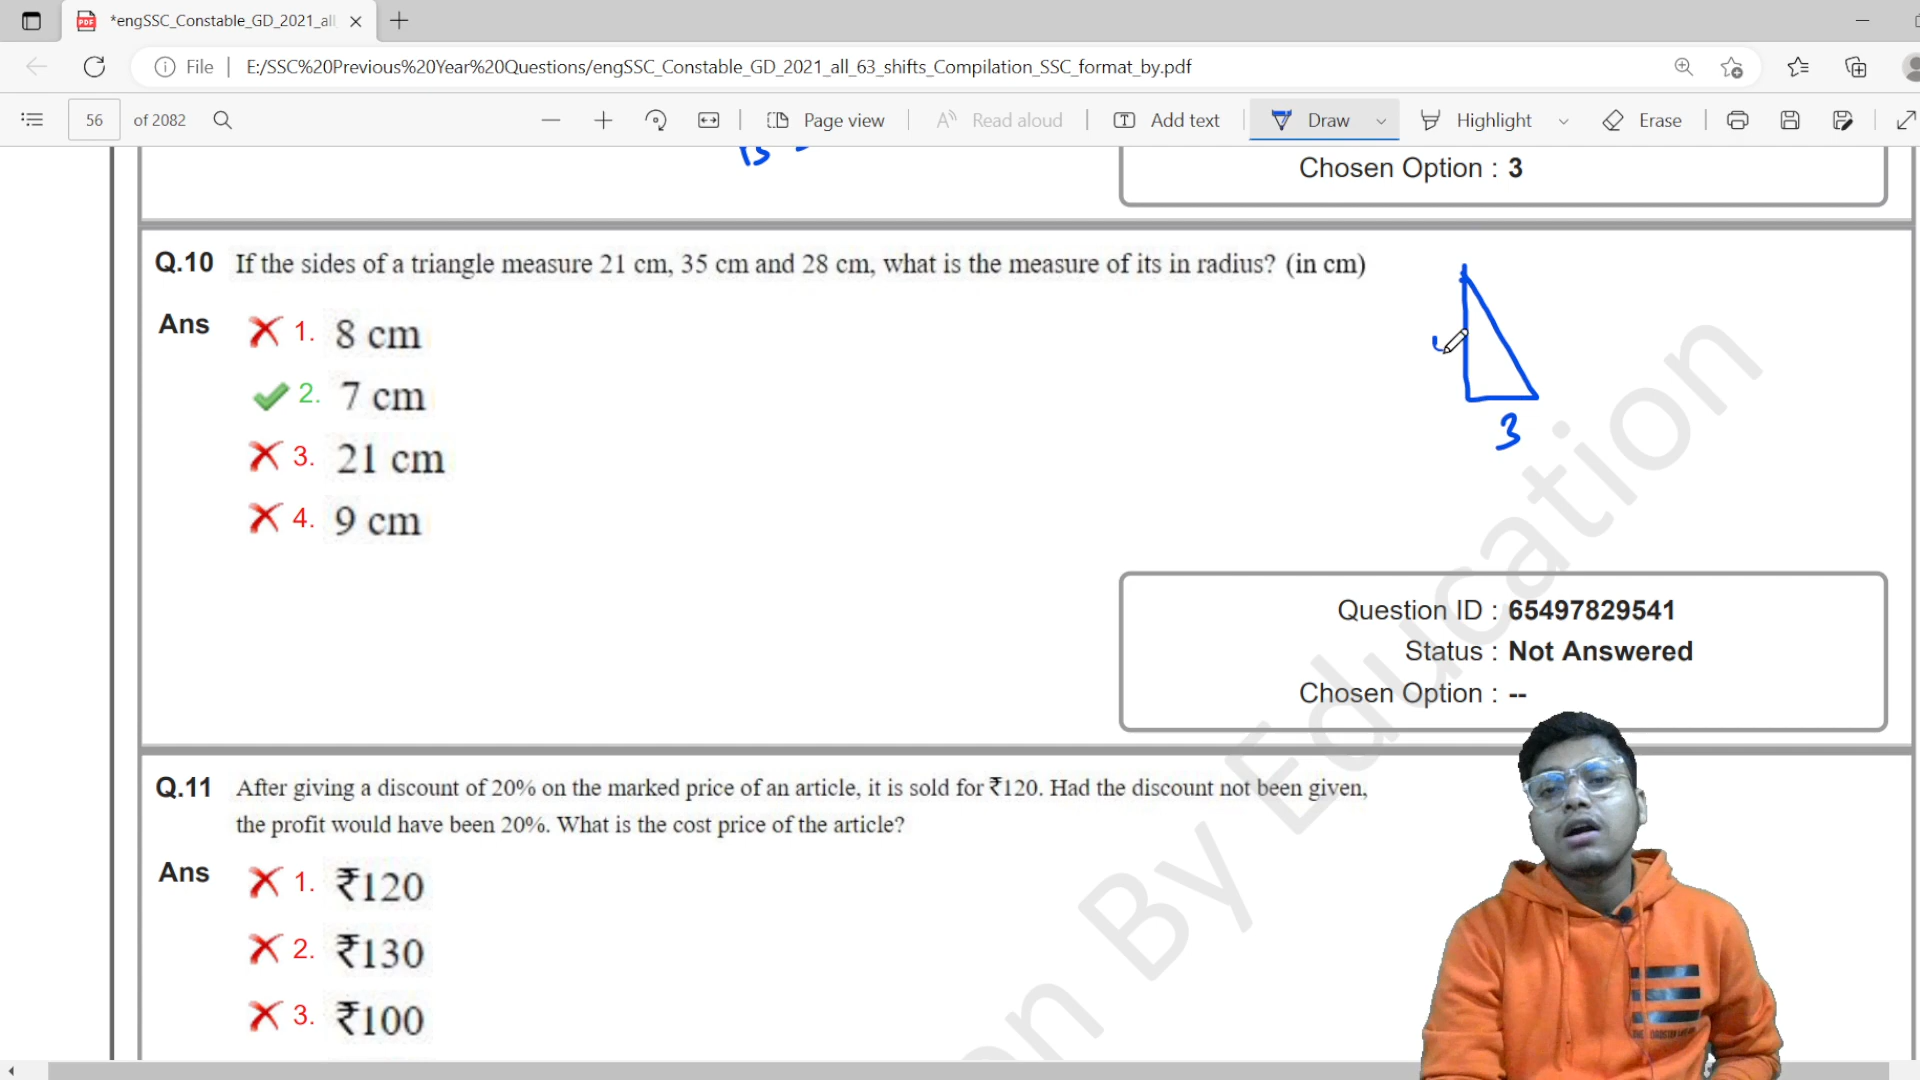 *engSSC_Constable_GD_2021_all
File
E:/SSC%20Previous%20Year%20Questions/engSSC_Constable_GD_2021_all_63_shifts_Compilation_SSC_format_by.pdf
56 of 2082
Page view
Read aloud
Add text
Draw
Highlight
Erase
Chosen Option : 3
Q.10 If the sides of a triangle measure 21 cm, 35 cm and 28 cm, what is the measure of its in radius? (in cm)
Ans 1. 8 cm
2. 7 cm
3. 21 cm
4. 9 cm
3
Question ID : 65497829541
Status : Not Answered
Chosen Option : --
Q.11 After giving a discount of 20% on the marked price of an article, it is sold for ₹120. Had the discount not been given,
the profit would have been 20%. What is the cost price of the article?
Ans 1. ₹120
2. ₹130
3. ₹100
on By Education